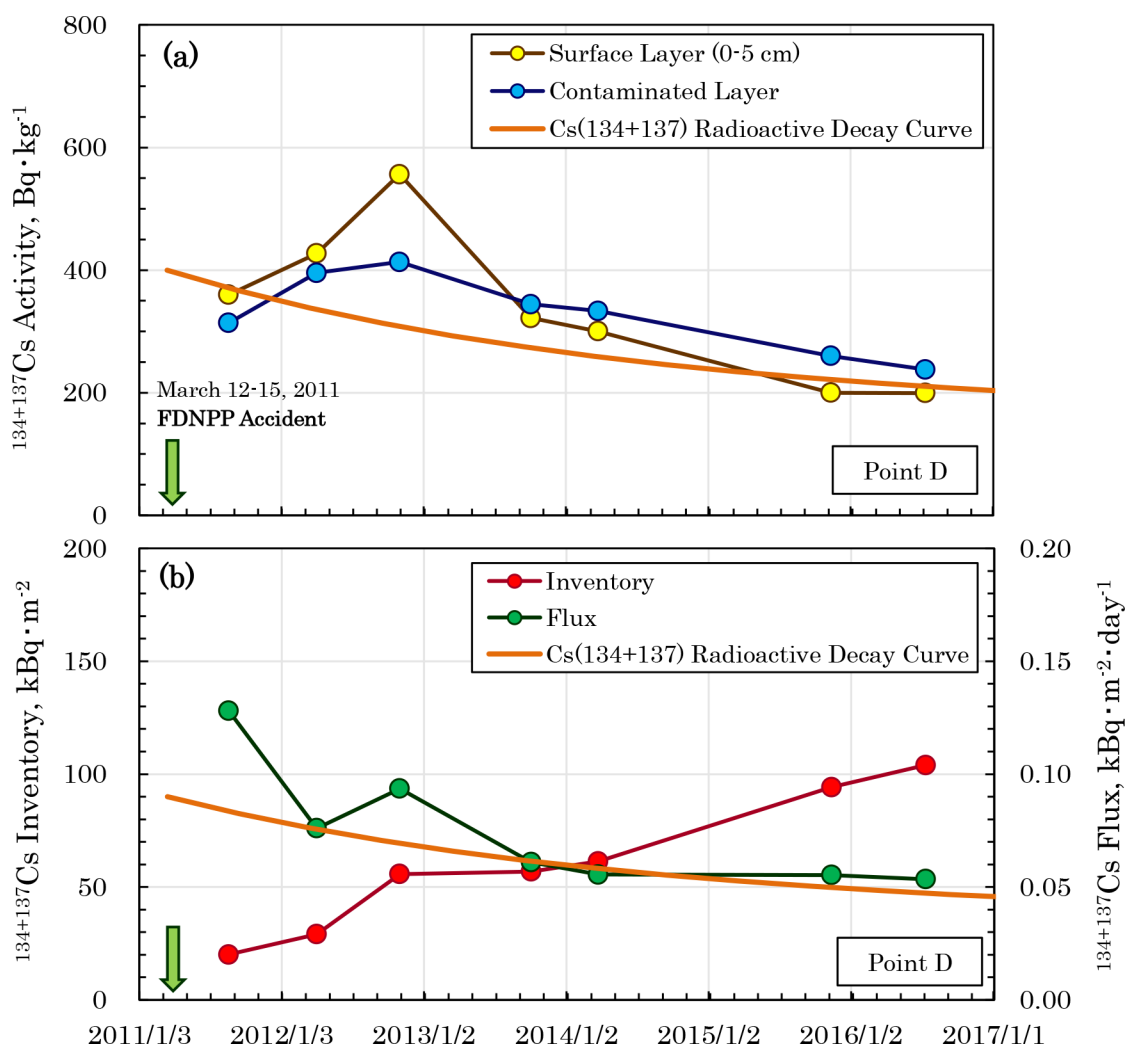 (a)
Surface Layer (0-5 cm)
Contaminated Layer
Cs(134+137) Radioactive Decay Curve
134+137Cs Activity, Bq·kg-1
800
600
400
200
0
March 12-15, 2011
FDNPP Accident
Point D
(b)
Inventory
Flux
Cs(134+137) Radioactive Decay Curve
134+137Cs Inventory, kBq·m-2
200
150
100
50
0
0.20
0.15
0.10
0.05
0.00
134+137Cs Flux, kBq·m-2·day-1
Point D
2011/1/3 2012/1/3 2013/1/2 2014/1/2 2015/1/2 2016/1/2 2017/1/1